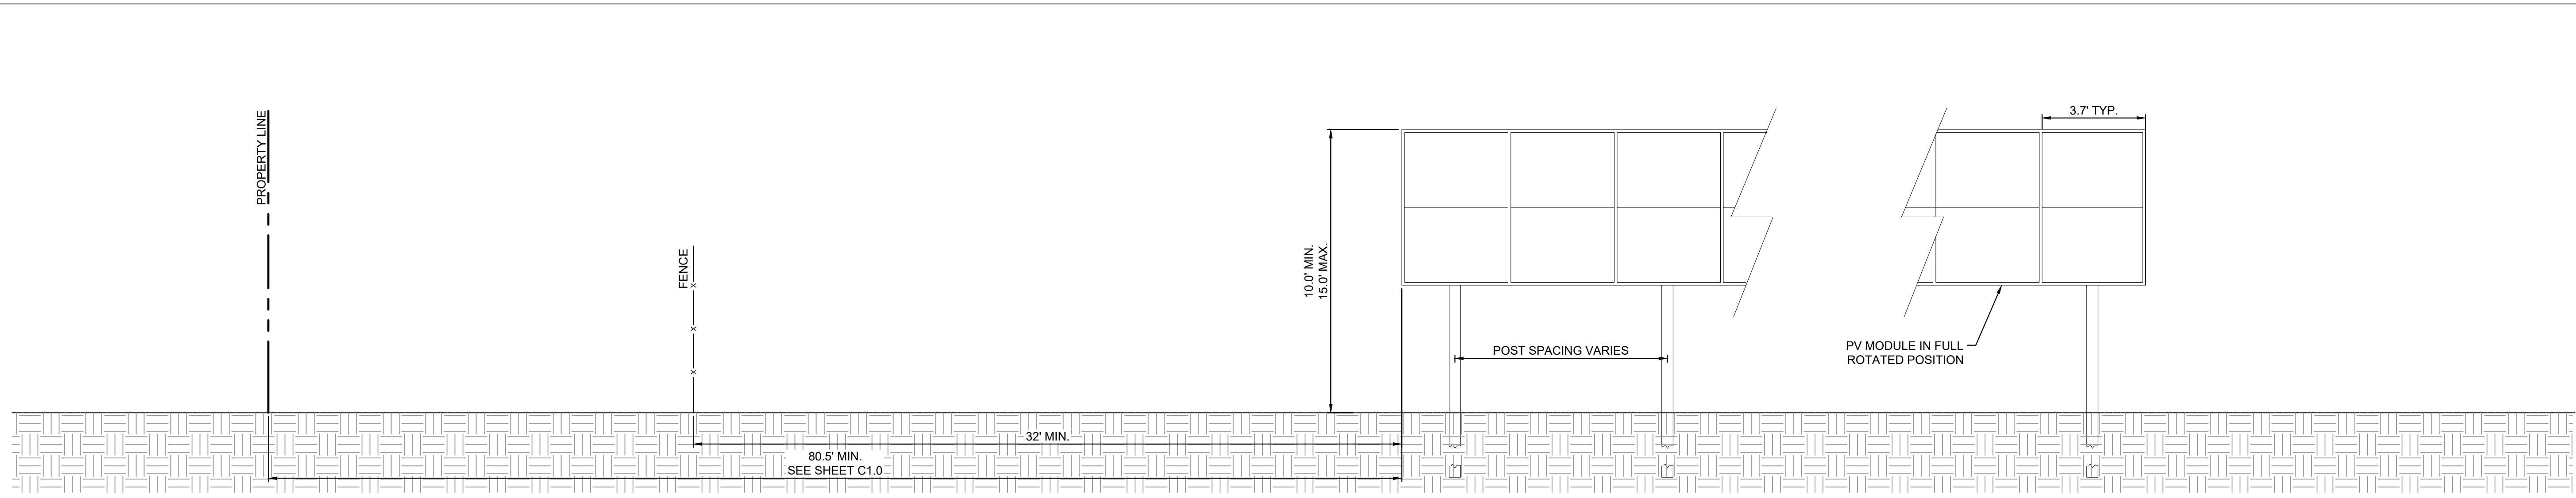 PROPERTY LINE
FENCE
X
X
X
32' MIN.
80.5' MIN.
SEE SHEET C1.0
10.0' MIN.
15.0' MAX.
POST SPACING VARIES
3.7' TYP.
PV MODULE IN FULL
ROTATED POSITION